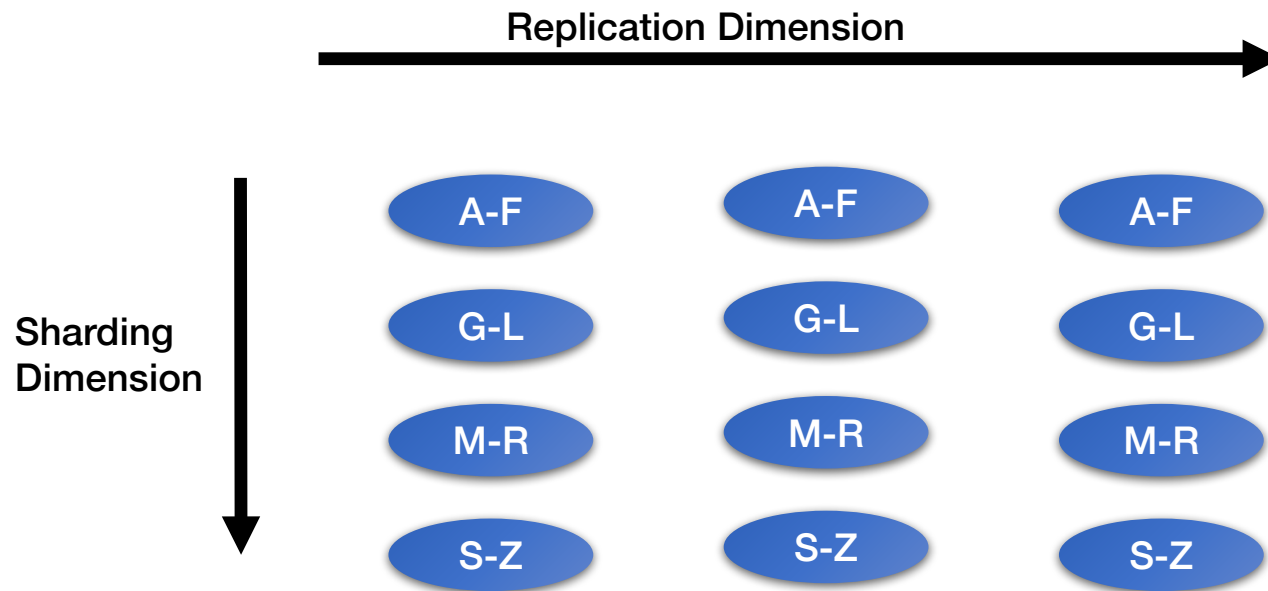 Replication Dimension
A-F
A-F
A-F
G-L
G-L
G-L
Sharding
Dimension
M-R
M-R
M-R
S-Z
S-Z
S-Z